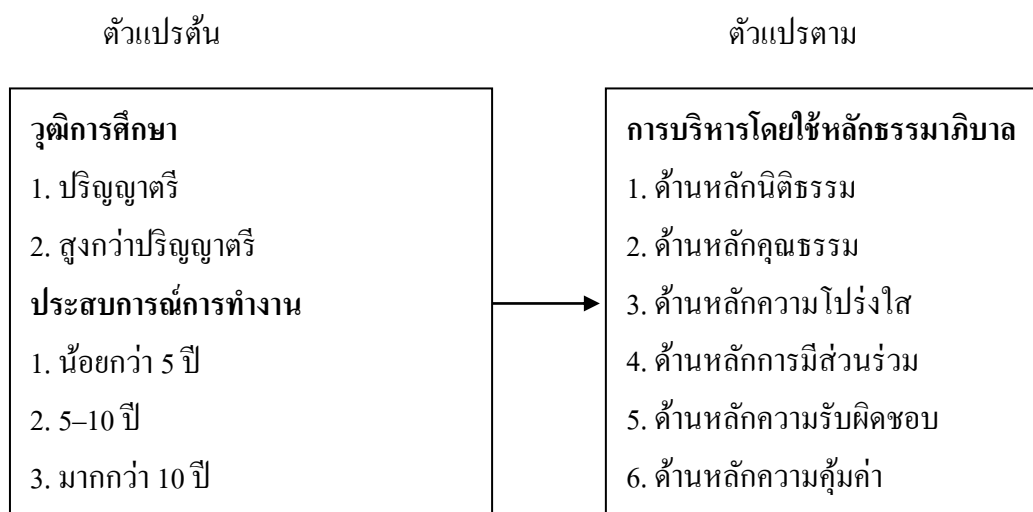 ตัวแปรต้น
ตัวแปรตาม
วุฒิการศึกษา
1. ปริญญาตรี
2. สูงกว่าปริญญาตรี
ประสบการณ์การทำงาน
1. น้อยกว่า 5 ปี
2. 5–10 ปี
3. มากกว่า 10 ปี
การบริหารโดยใช้หลักธรรมาภิบาล
1. ด้านหลักนิติธรรม
2. ด้านหลักคุณธรรม
3. ด้านหลักความโปร่งใส
4. ด้านหลักการมีส่วนร่วม
5. ด้านหลักความรับผิดชอบ
6. ด้านหลักความคุ้มค่า